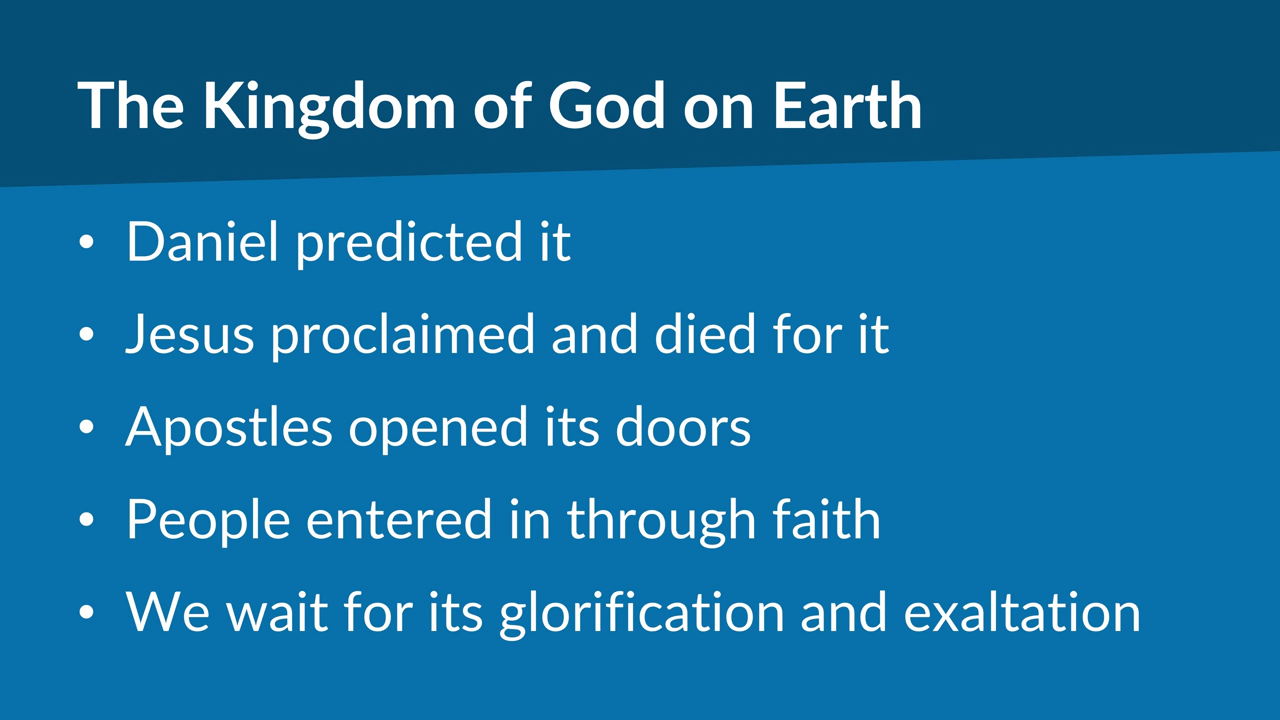 The Kingdom of God on Earth
• Daniel predicted it
• Jesus proclaimed and died for it
• Apostles opened its doors
• People entered in through faith
• We wait for its glorification and exaltation